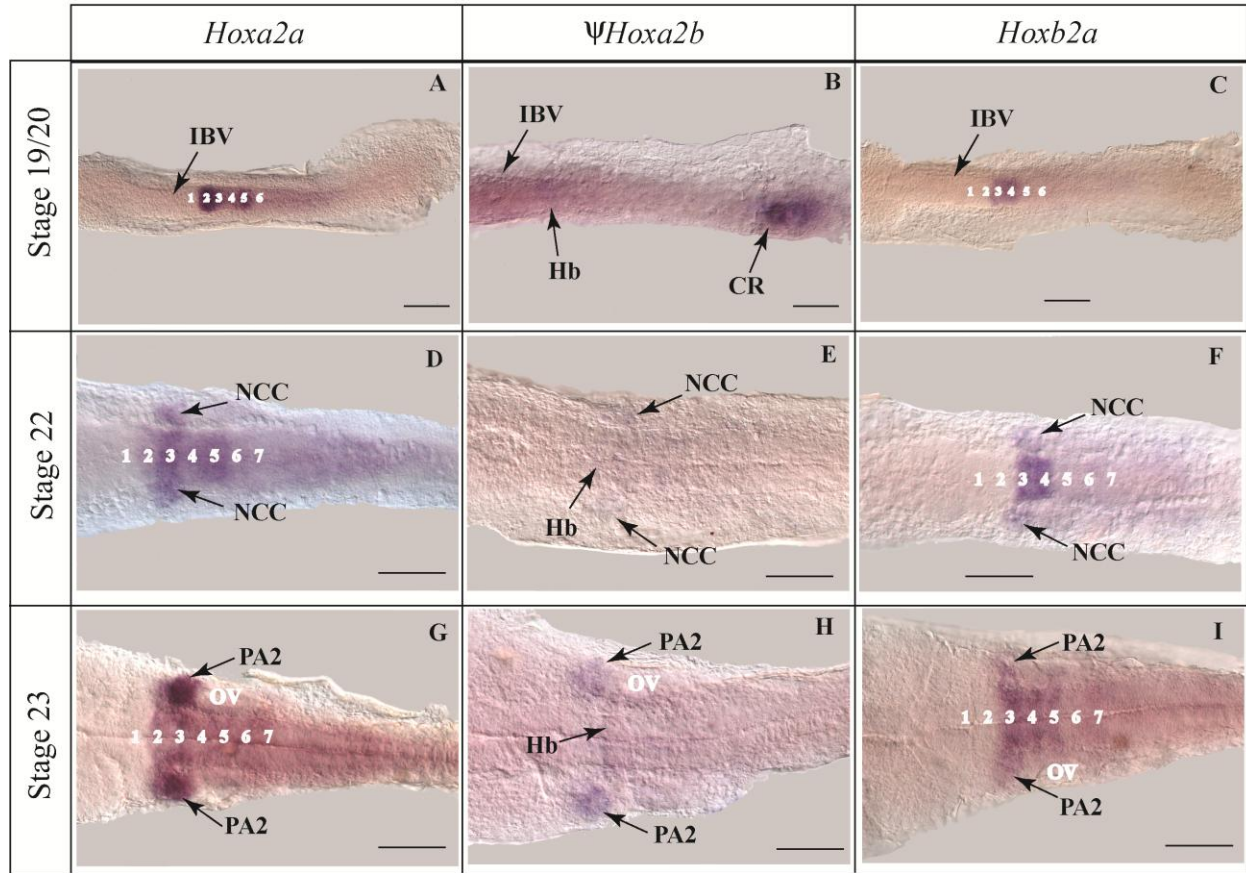 Hoxa2a
ΨHoxa2b
Hoxb2a
Stage 19/20
A
IBV
1 2 3 4 5 6
B
IBV
Hb
CR
C
IBV
1 2 3 4 5 6
Stage 22
D
NCC
1 2 3 4 5 6 7
NCC
E
NCC
Hb
NCC
F
NCC
1 2 3 4 5 6 7
NCC
Stage 23
G
PA2
OV
1 2 3 4 5 6 7
PA2
H
PA2
OV
Hb
PA2
I
PA2
1 2 3 4 5 6 7
OV
PA2